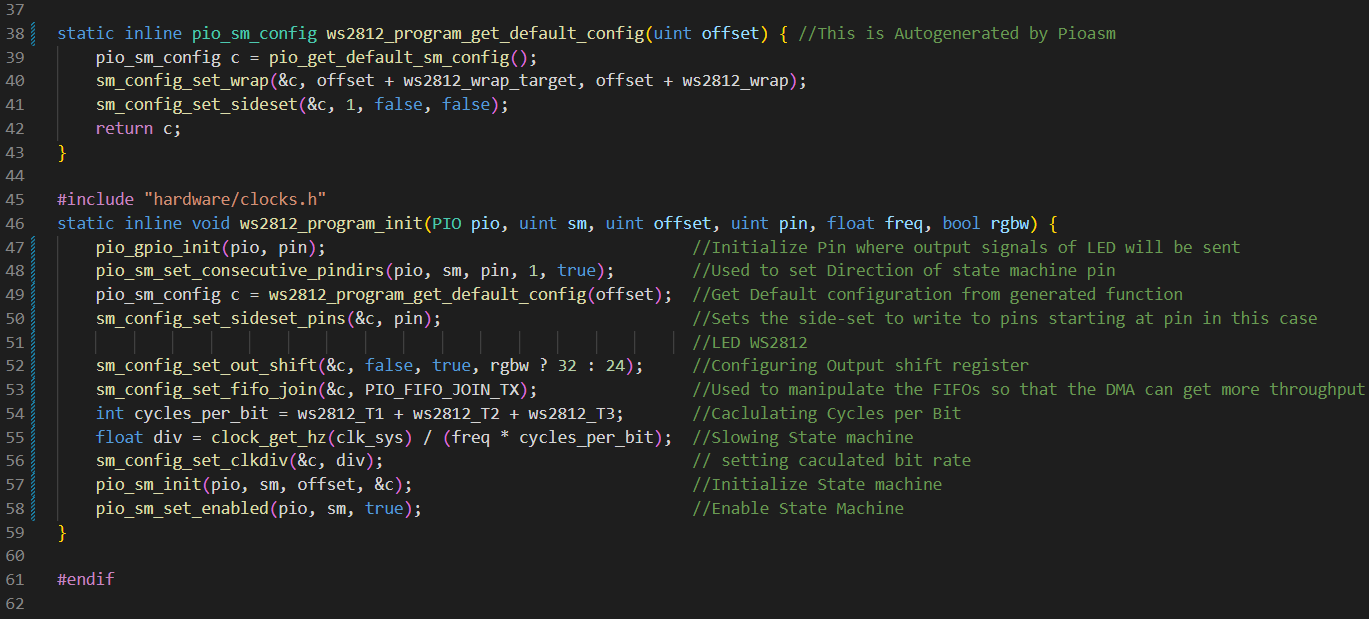 37
38 static inline pio_sm_config ws2812_program_get_default_config(uint offset) { //This is Autogenerated by Pioasm
39     pio_sm_config c = pio_get_default_sm_config();
40     sm_config_set_wrap(&c, offset + ws2812_wrap_target, offset + ws2812_wrap);
41     sm_config_set_sideset(&c, 1, false, false);
42     return c;
43 }
44
45 #include "hardware/clocks.h"
46 static inline void ws2812_program_init(PIO pio, uint sm, uint offset, uint pin, float freq, bool rgbw) {
47     pio_gpio_init(pio, pin);                                      //Initialize Pin where output signals of LED will be sent
48     pio_sm_set_consecutive_pindirs(pio, sm, pin, 1, true);        //Used to set Direction of state machine pin
49     pio_sm_config c = ws2812_program_get_default_config(offset);  //Get Default configuration from generated function
50     sm_config_set_sideset_pins(&c, pin);                          //Sets the side-set to write to pins starting at pin in this case
51                                                                   //LED WS2812
52     sm_config_set_out_shift(&c, false, true, rgbw ? 32 : 24);     //Configuring Output shift register
53     sm_config_set_fifo_join(&c, PIO_FIFO_JOIN_TX);                //Used to manipulate the FIFOs so that the DMA can get more throughput
54     int cycles_per_bit = ws2812_T1 + ws2812_T2 + ws2812_T3;       //Caclulating Cycles per Bit
55     float div = clock_get_hz(clk_sys) / (freq * cycles_per_bit);  //Slowing State machine
56     sm_config_set_clkdiv(&c, div);                                // setting caculated bit rate
57     pio_sm_init(pio, sm, offset, &c);                             //Initialize State machine
58     pio_sm_set_enabled(pio, sm, true);                            //Enable State Machine
59 }
60
61 #endif
62